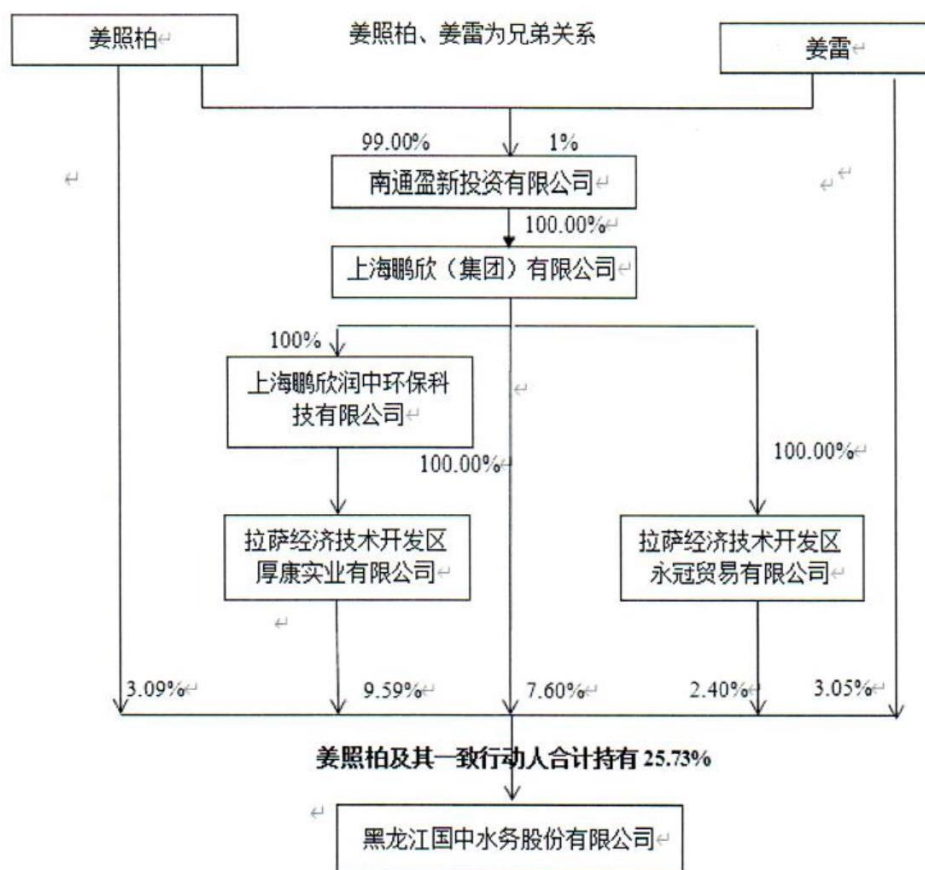 姜照柏
姜照柏、姜雷为兄弟关系
姜雷
99.00%
1%
南通盈新投资有限公司
100.00%
上海鹏欣（集团）有限公司
100%
上海鹏欣润中环保科
技有限公司
100.00%
100.00%
拉萨经济技术开发区
厚康实业有限公司
拉萨经济技术开发区
永冠贸易有限公司
3.09%
9.59%
7.60%
2.40%
3.05%
姜照柏及其一致行动人合计持有 25.73%
黑龙江国中水务股份有限公司